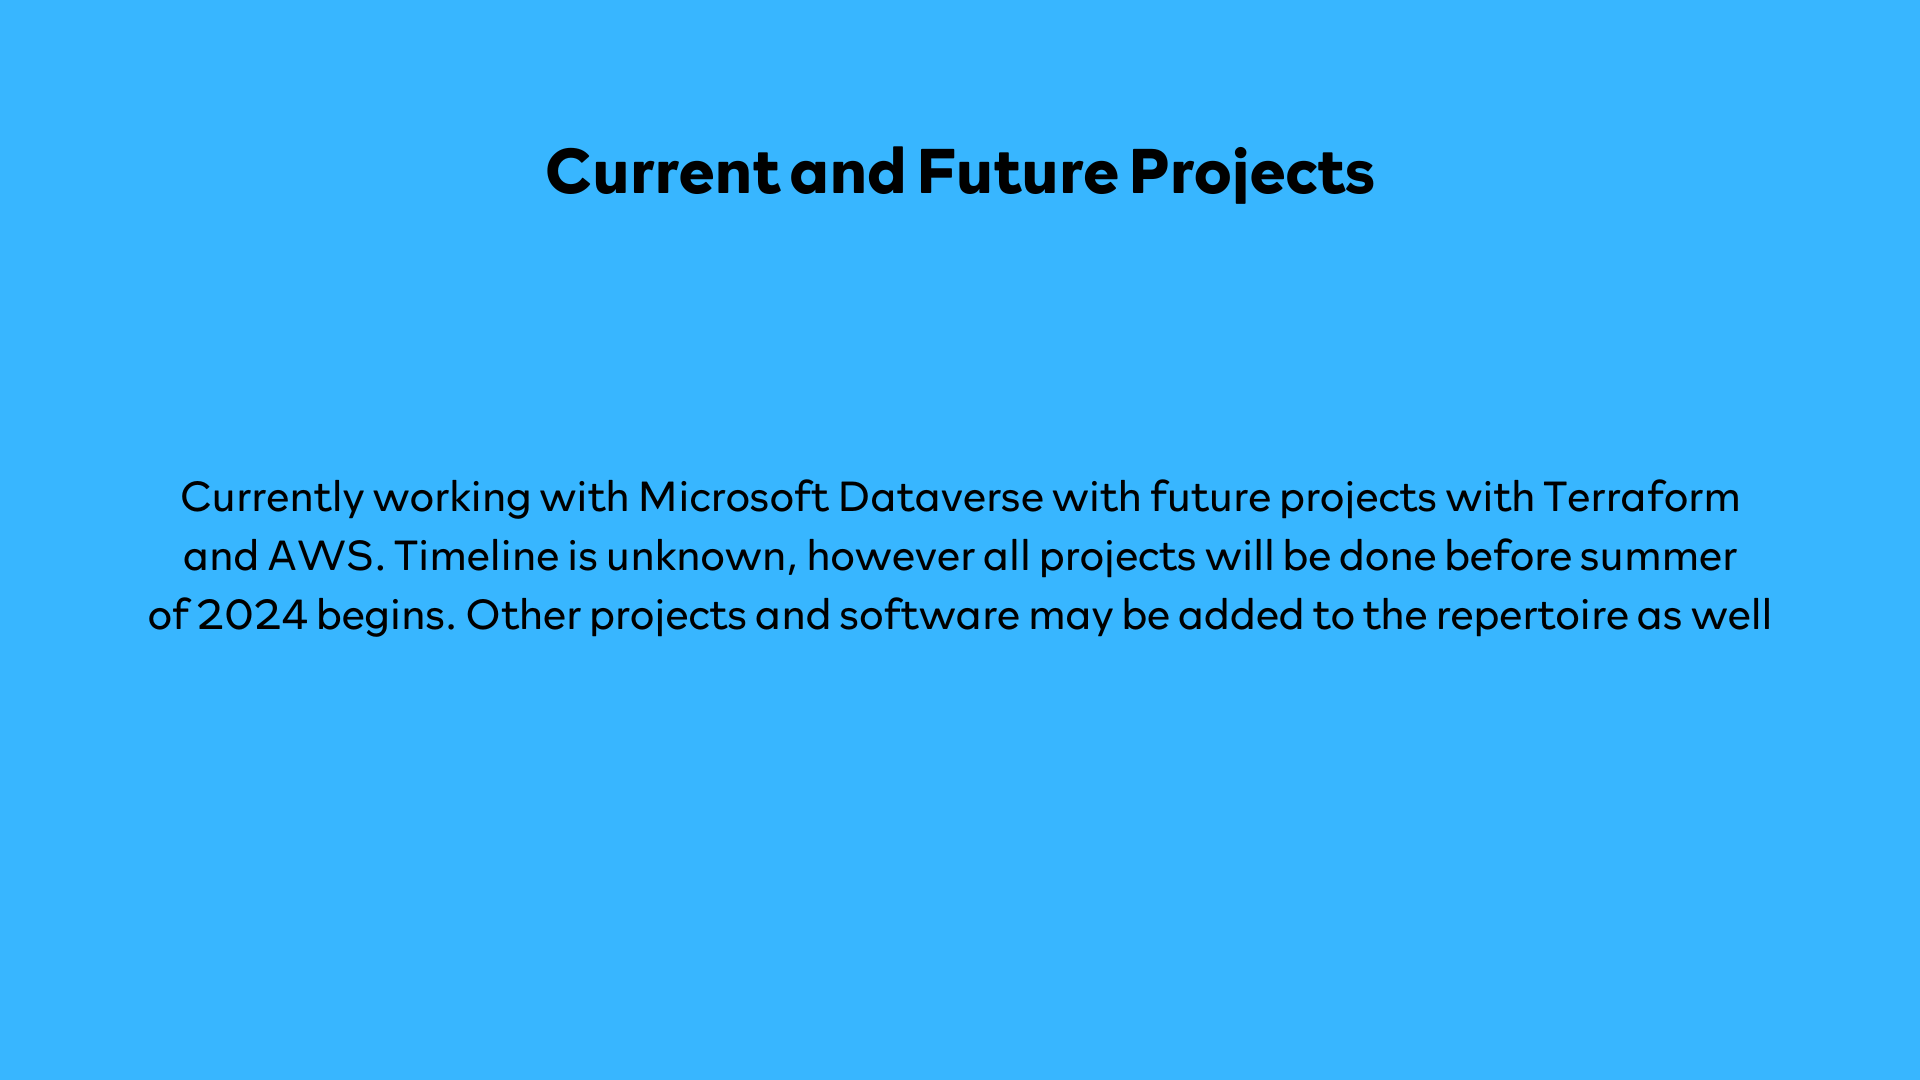 Current and Future Projects
Currently working with Microsoft Dataverse with future projects with Terraform
and AWS. Timeline is unknown, however all projects will be done before summer
of 2024 begins. Other projects and software may be added to the repertoire as well